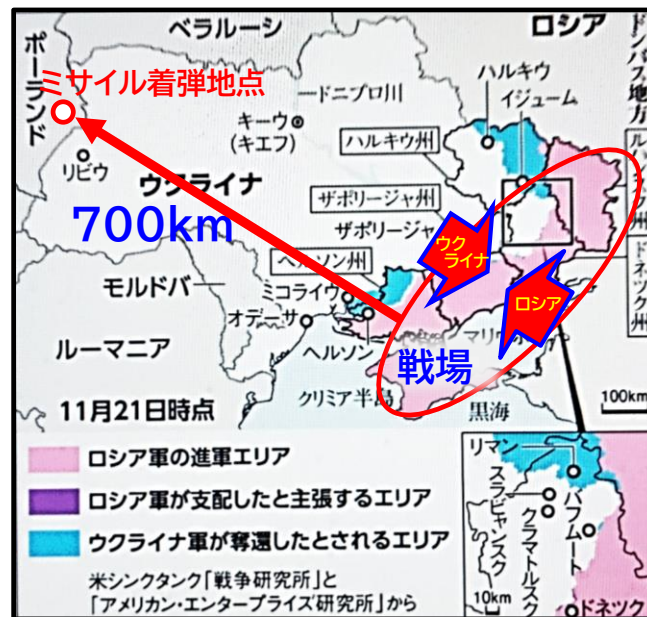 ベラルーシ
ロシア
ポーランド
ミサイル着弾地点
ドニプロ川
ハルキウ
イジューム
ドンバス地方
キーウ
(キエフ)
ハルキウ州
リビウ
ウクライナ
ザポリージャ州
ザポリージャ
700km
ウク
ライナ
ヘルソン州
ドネツク州
モルドバ
ミコライウ
オデーサ
ロシア
ルーマニア
ヘルソン
戦場
クリミア半島
黒海
100km
11月21日時点
リマン
スラビャンスク
クラマトルスク
バフムート
10km
ドネツク
ロシア軍の進軍エリア
ロシア軍が支配したと主張するエリア
ウクライナ軍が奪還したとされるエリア
米シンクタンク「戦争研究所」と
「アメリカン・エンタープライズ研究所」から